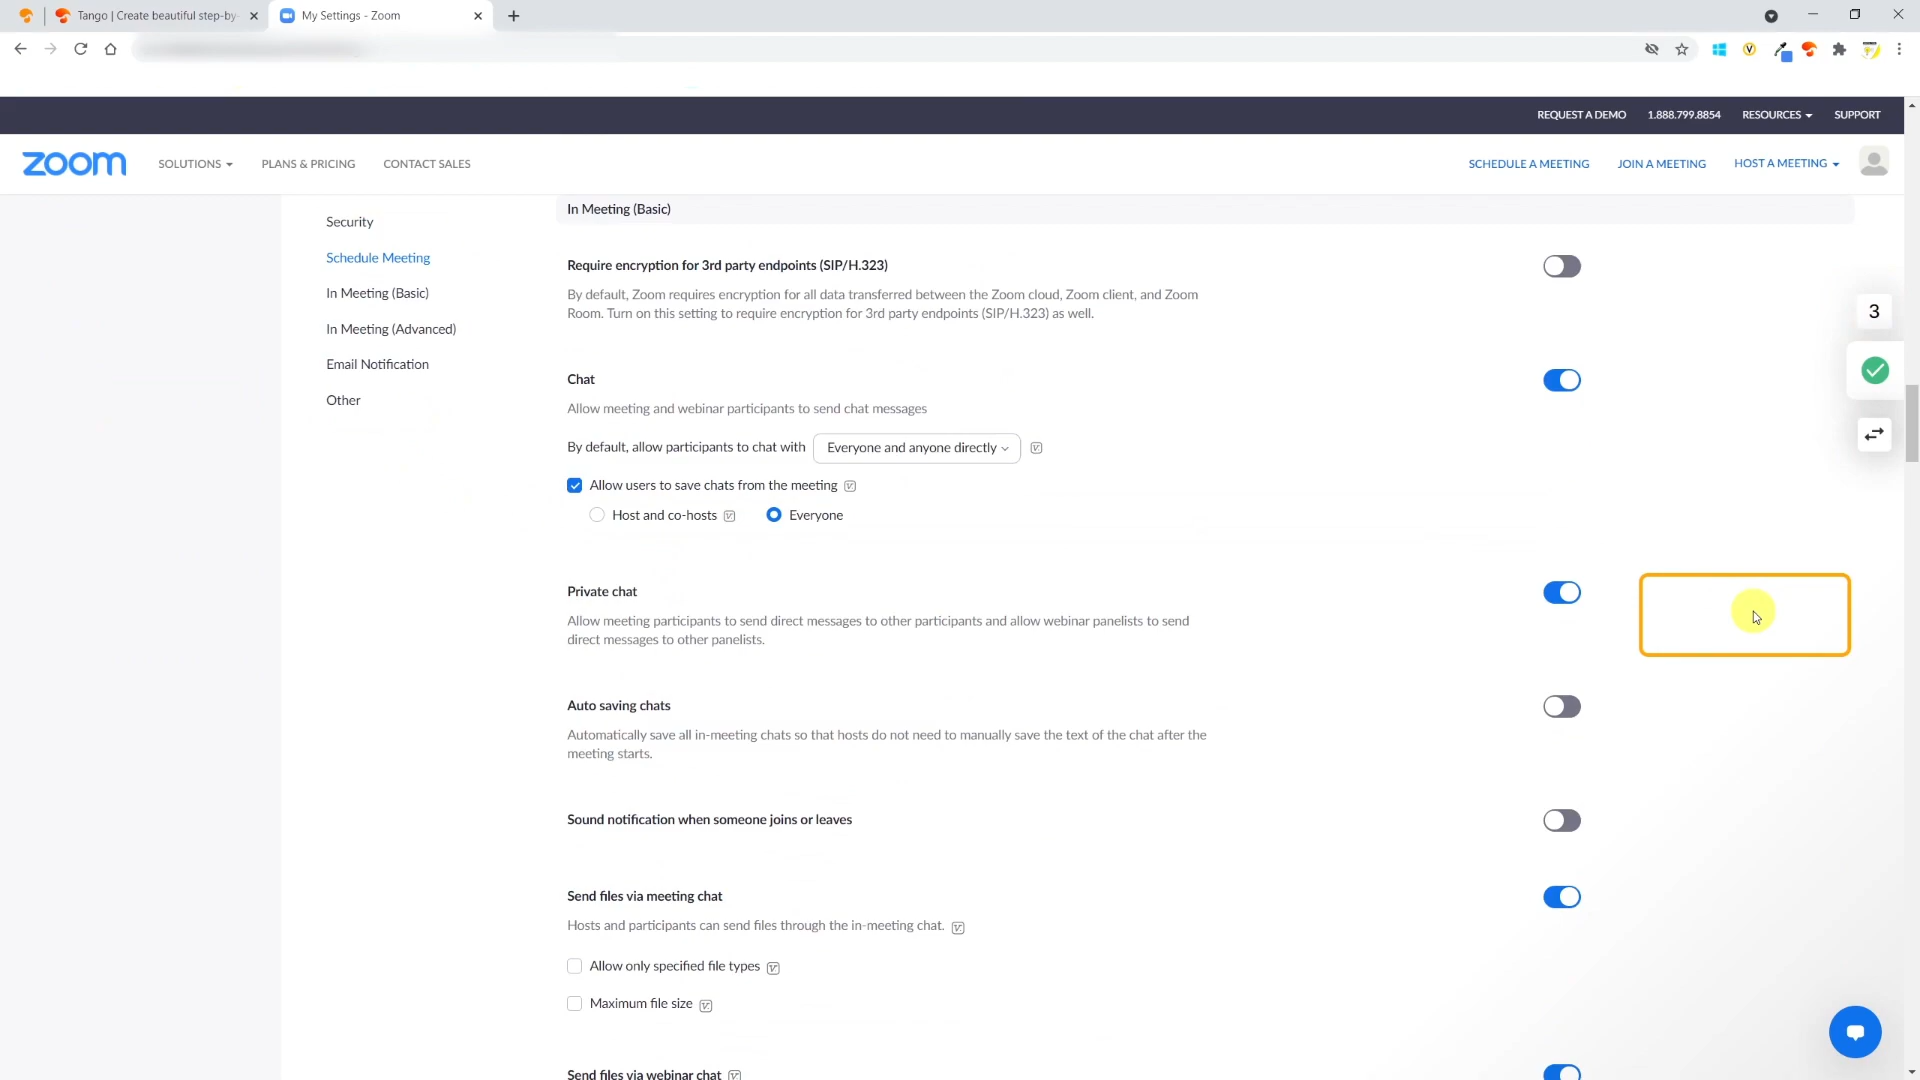 Tango | Create beautiful step-by-
My Settings - Zoom
REQUEST A DEMO 1.888.799.8854 RESOURCES SUPPORT
zoom SOLUTIONS PLANS & PRICING CONTACT SALES SCHEDULE A MEETING JOIN A MEETING HOST A MEETING
Security
Schedule Meeting
In Meeting (Basic)
In Meeting (Advanced)
Email Notification
Other
In Meeting (Basic)
Require encryption for 3rd party endpoints (SIP/H.323)
By default, Zoom requires encryption for all data transferred between the Zoom cloud, Zoom client, and Zoom
Room. Turn on this setting to require encryption for 3rd party endpoints (SIP/H.323) as well.
3
Chat
Allow meeting and webinar participants to send chat messages
By default, allow participants to chat with Everyone and anyone directly
Allow users to save chats from the meeting
Host and co-hosts Everyone
Private chat
Allow meeting participants to send direct messages to other participants and allow webinar panelists to send
direct messages to other panelists.
Auto saving chats
Automatically save all in-meeting chats so that hosts do not need to manually save the text of the chat after the
meeting starts.
Sound notification when someone joins or leaves
Send files via meeting chat
Hosts and participants can send files through the in-meeting chat.
Allow only specified file types
Maximum file size
Send files via webinar chat